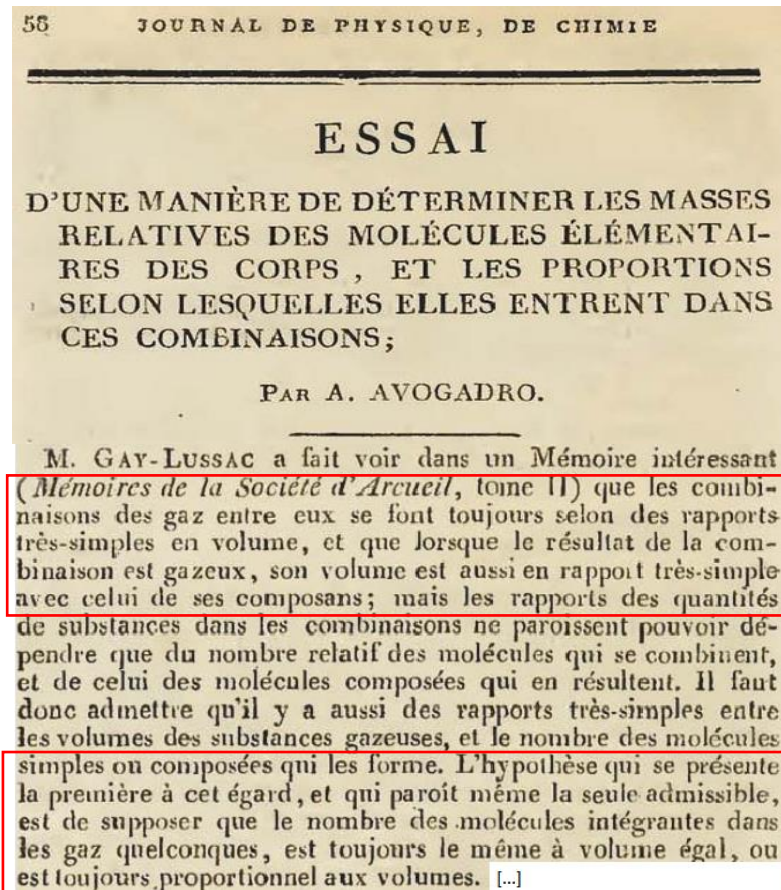 58 JOURNAL DE PHYSIQUE, DE CHIMIE
ESSAI
D'UNE MANIÈRE DE DÉTERMINER LES MASSES
RELATIVES DES MOLÉCULES ÉLÉMENTAI-
RES DES CORPS , ET LES PROPORTIONS
SELON LESQUELLES ELLES ENTRENT DANS
CES COMBINAISONS;
PAR A. AVOGADRO.
M. GAY-LUSSAC a fait voir dans un Mémoire intéressant
(Mémoires de la Société d'Arcueil, tome II) que les combi-
naisons des gaz entre eux se font toujours selon des rapports
très-simples en volume, et que lorsque le résultat de la com-
binaison est gazeux, son volume est aussi en rapport très-simple
avec celui de ses composans; mais les rapports des quantités
de substances dans les combinaisons ne paroissent pouvoir dé-
pendre que du nombre relatif des molécules qui se combinent,
et de celui des molécules composées qui en résultent. Il faut
donc admettre qu'il y a aussi des rapports très-simples entre
les volumes des substances gazeuses, et le nombre des molécules
simples ou composées qui les forme. L'hypothèse qui se présente
la première à cet égard, et qui paroît même la seule admissible,
est de supposer que le nombre des molécules intégrantes dans
les gaz quelconques, est toujours le même à volume égal, ou
est toujours proportionnel aux volumes. [...]